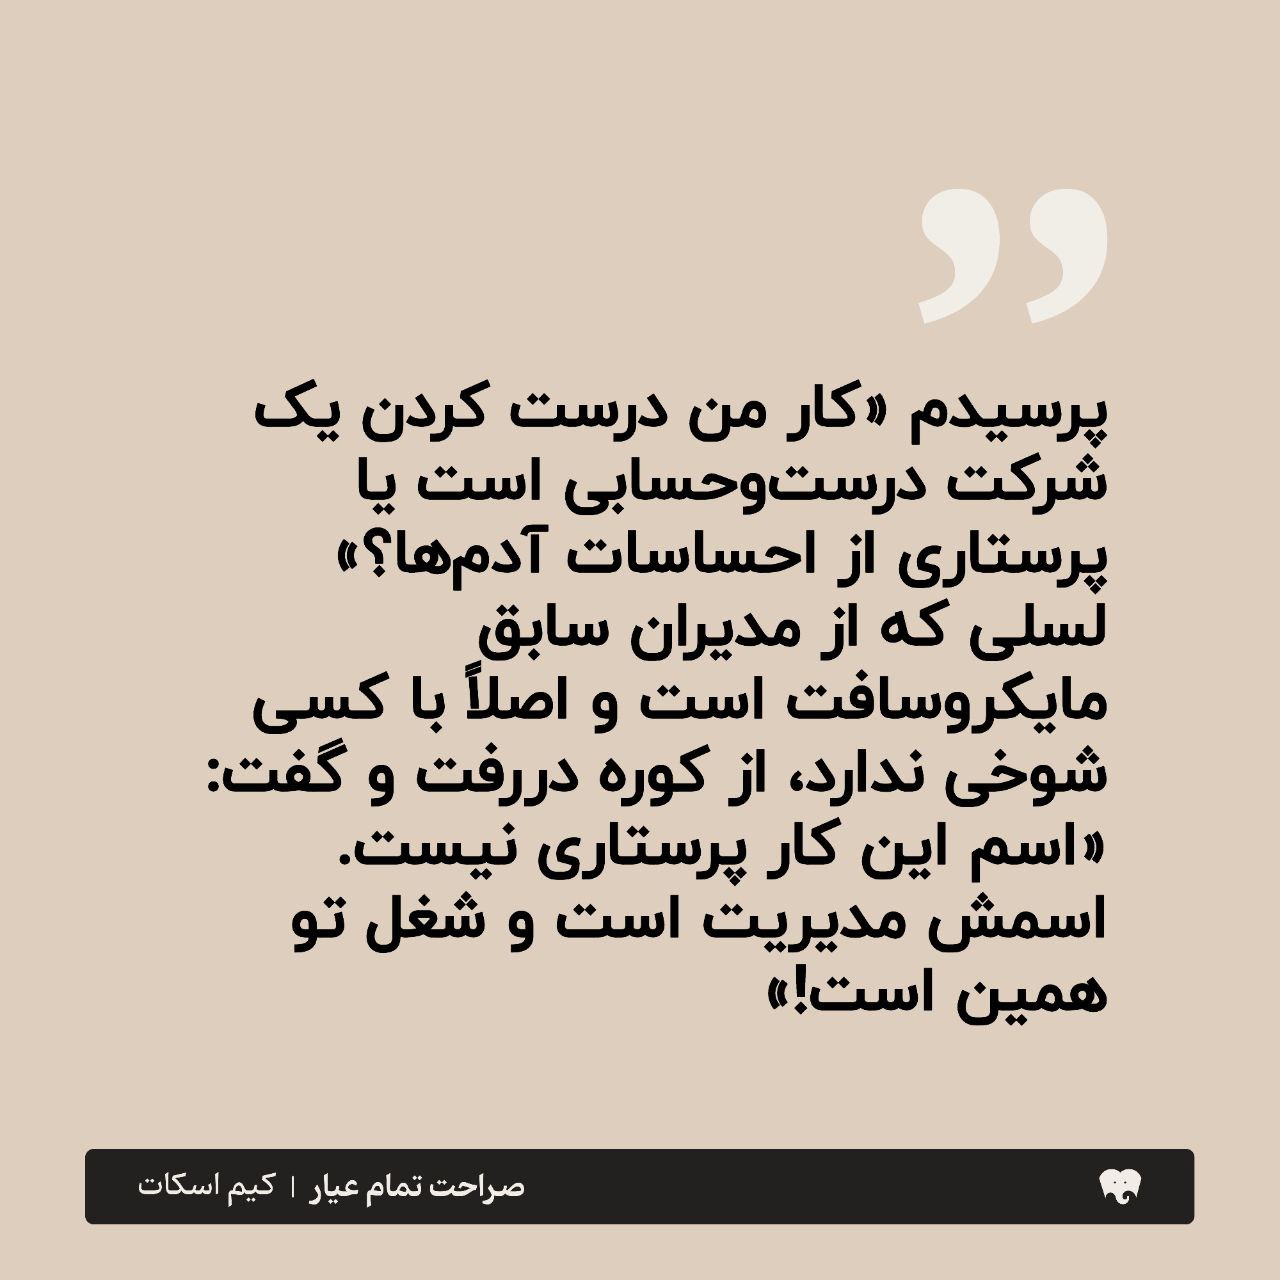 پرسیدم «کار من درست کردن یک
شرکت درست‌وحسابی است یا
پرستاری از احساسات آدم‌ها؟»
لسلی که از مدیران سابق
مایکروسافت است و اصلاً با کسی
شوخی ندارد، از کوره دررفت و گفت:
«اسم این کار پرستاری نیست.
اسمش مدیریت است و شغل تو
همین است!»
صراحت تمام عیار | کیم اسکات